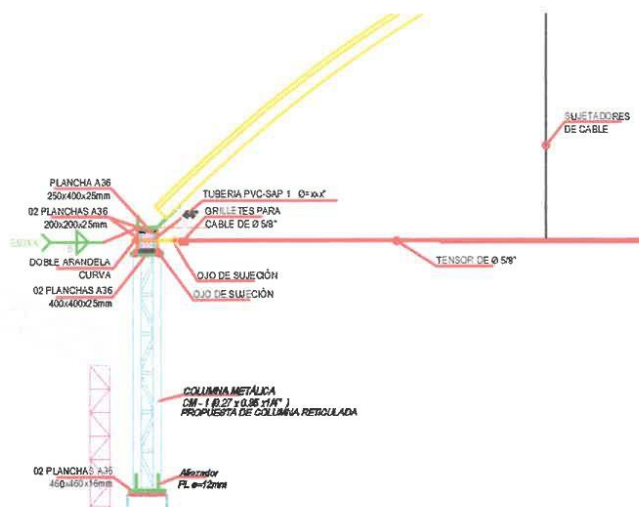 SUJETADORES
DE CABLE
PLANCHA A36
250x400x25mm
TUBERIA PVC-SAP 1
02 PLANCHAS A36
200x200x25mm
GRILLETES PARA
CABLE DE Ø 5/8"
DOBLE ARANDELA
CURVA
OJO DE SUJECIÓN
TENSOR DE Ø 5/8"
02 PLANCHAS A36
400x400x25mm
OJO DE SUJECIÓN
COLUMNA METÁLICA
CM - 1
PROPUESTA DE COLUMNA RETICULADA
02 PLANCHAS A36
460x460x16mm
PL e=12mm